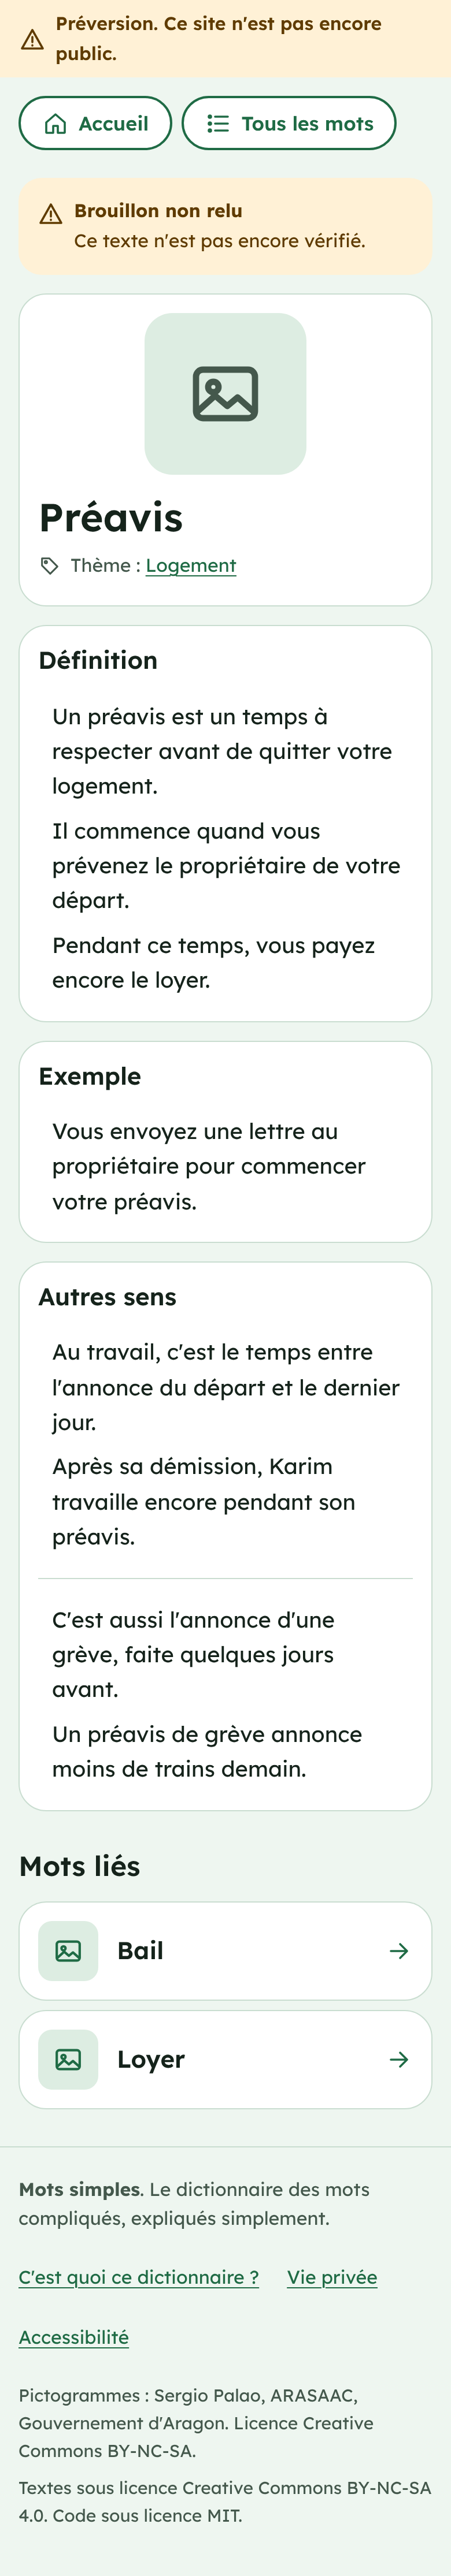 Préversion. Ce site n'est pas encore
public.
Accueil
Tous les mots
Brouillon non relu
Ce texte n'est pas encore vérifié.
Préavis
Thème : Logement
Définition
Un préavis est un temps à
respecter avant de quitter votre
logement.
Il commence quand vous
prévenez le propriétaire de votre
départ.
Pendant ce temps, vous payez
encore le loyer.
Exemple
Vous envoyez une lettre au
propriétaire pour commencer
votre préavis.
Autres sens
Au travail, c'est le temps entre
l'annonce du départ et le dernier
jour.
Après sa démission, Karim
travaille encore pendant son
préavis.
C'est aussi l'annonce d'une
grève, faite quelques jours
avant.
Un préavis de grève annonce
moins de trains demain.
Mots liés
Bail
Loyer
Mots simples. Le dictionnaire des mots
compliqués, expliqués simplement.
C'est quoi ce dictionnaire ? Vie privée
Accessibilité
Pictogrammes : Sergio Palao, ARASAAC,
Gouvernement d'Aragon. Licence Creative
Commons BY-NC-SA.
Textes sous licence Creative Commons BY-NC-SA
4.0. Code sous licence MIT.